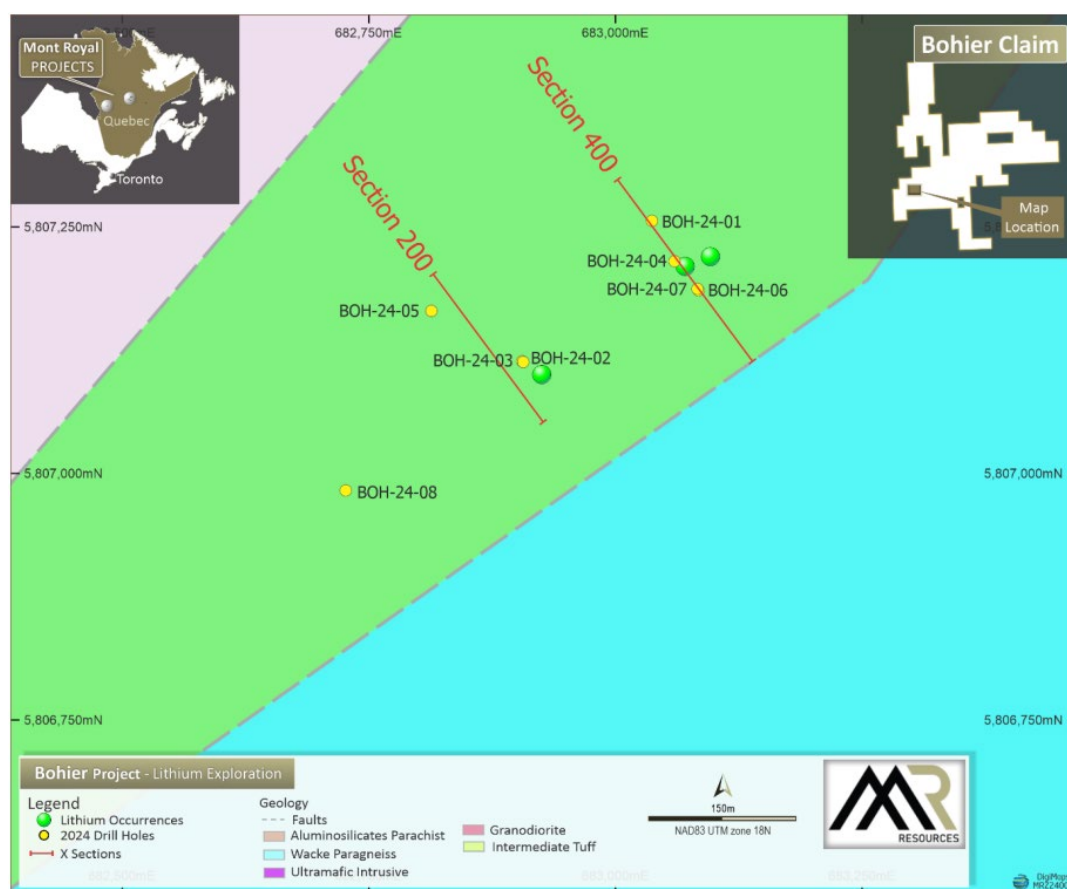 682,500mE
682,750mE
683,000mE
Mont Royal
PROJECTS
Quebec
Toronto
Bohier Claim
Map
Location
Section 400
Section 200
5,807,250mN
BOH-24-01
BOH-24-04
BOH-24-07
BOH-24-06
BOH-24-05
BOH-24-03
BOH-24-02
5,807,000mN
5,807,000mN
BOH-24-08
5,806,750mN
5,806,750mN
Bohier Project - Lithium Exploration
Legend
Lithium Occurrences
2024 Drill Holes
X Sections
Geology
Faults
Aluminosilicates Parachist
Wacke Paragneiss
Ultramafic Intrusive
Granodiorite
Intermediate Tuff
150m
NAD83 UTM zone 18N
MR
RESOURCES
682,500mE
683,000mE
683,250mE
DigiMaps